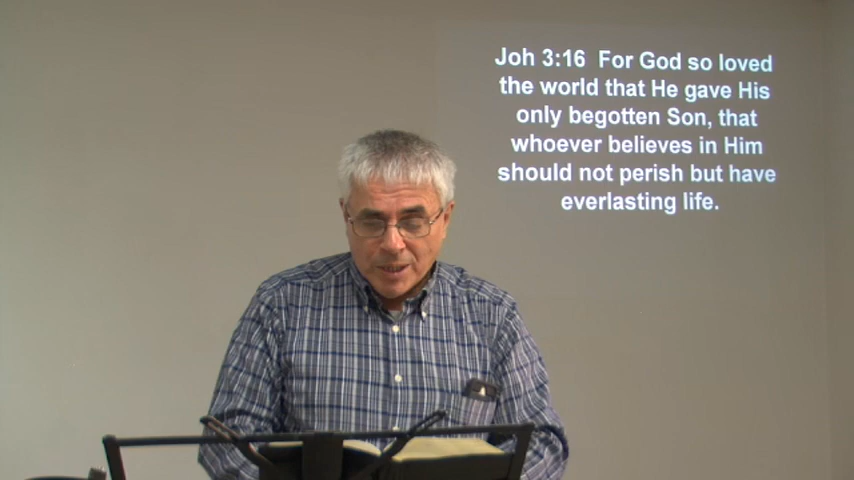 Joh 3:16 For God so loved
the world that He gave His
only begotten Son, that
whoever believes in Him
should not perish but have
everlasting life.